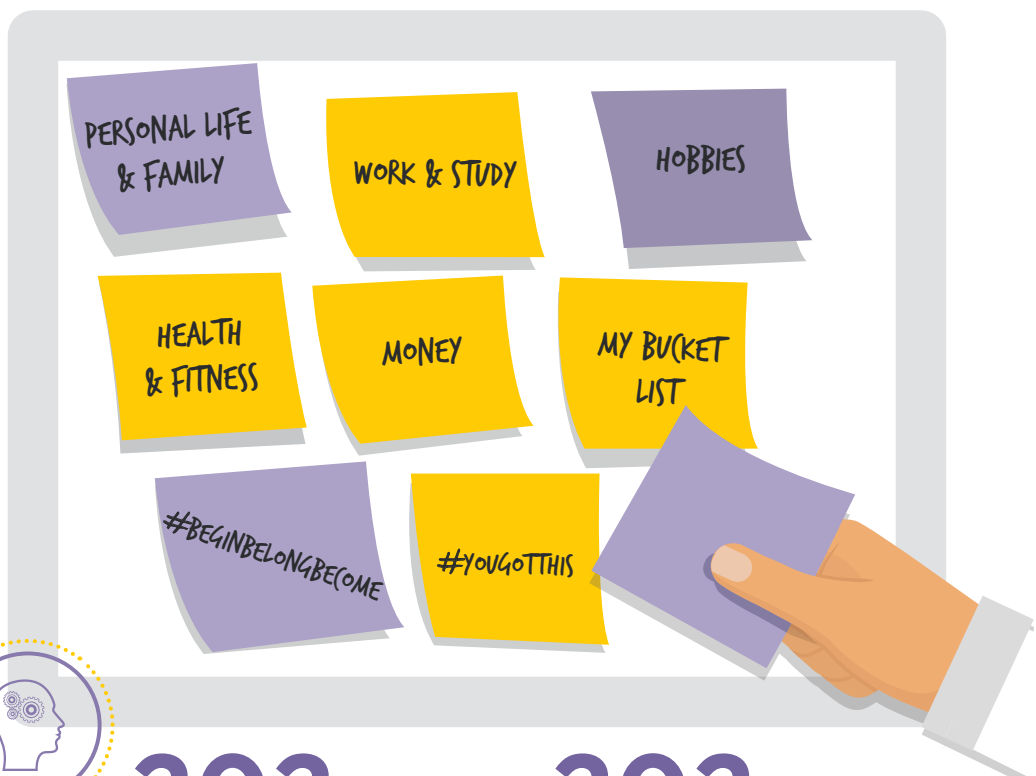 PERSONAL LIFE
& FAMILY
WORK & STUDY
HOBBIES
HEALTH
& FITNESS
MONEY
MY BUCKET
LIST
#BEGINBELONGBECOME
#YOUGOTTHIS